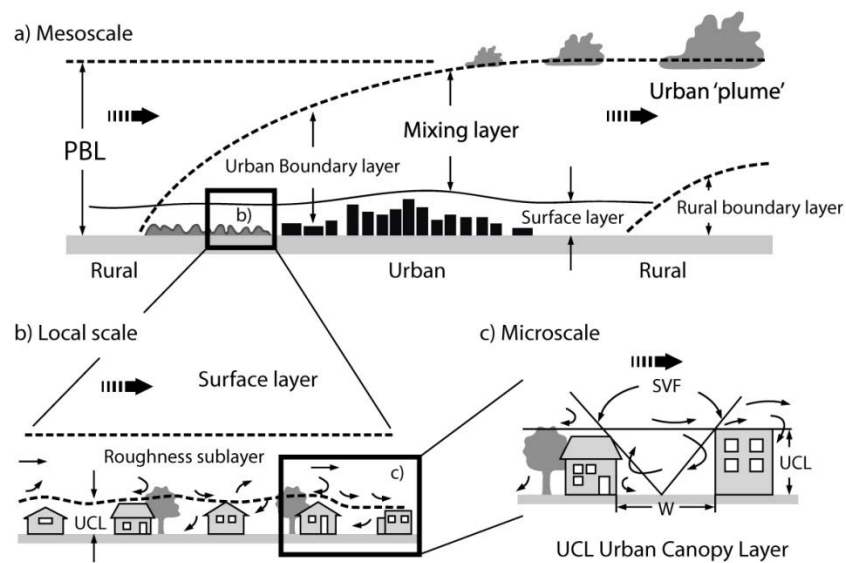 a) Mesoscale
Urban 'plume'
PBL
Mixing layer
Urban Boundary layer
b)
Surface layer
Rural boundary layer
Rural
Urban
Rural
b) Local scale
Surface layer
Roughness sublayer
c)
UCL
c) Microscale
SVF
UCL
W
UCL Urban Canopy Layer